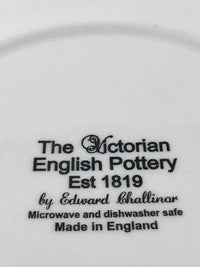 The Victorian
English Pottery
Est 1819
by Edward Challinor
Microwave and dishwasher safe
Made in England